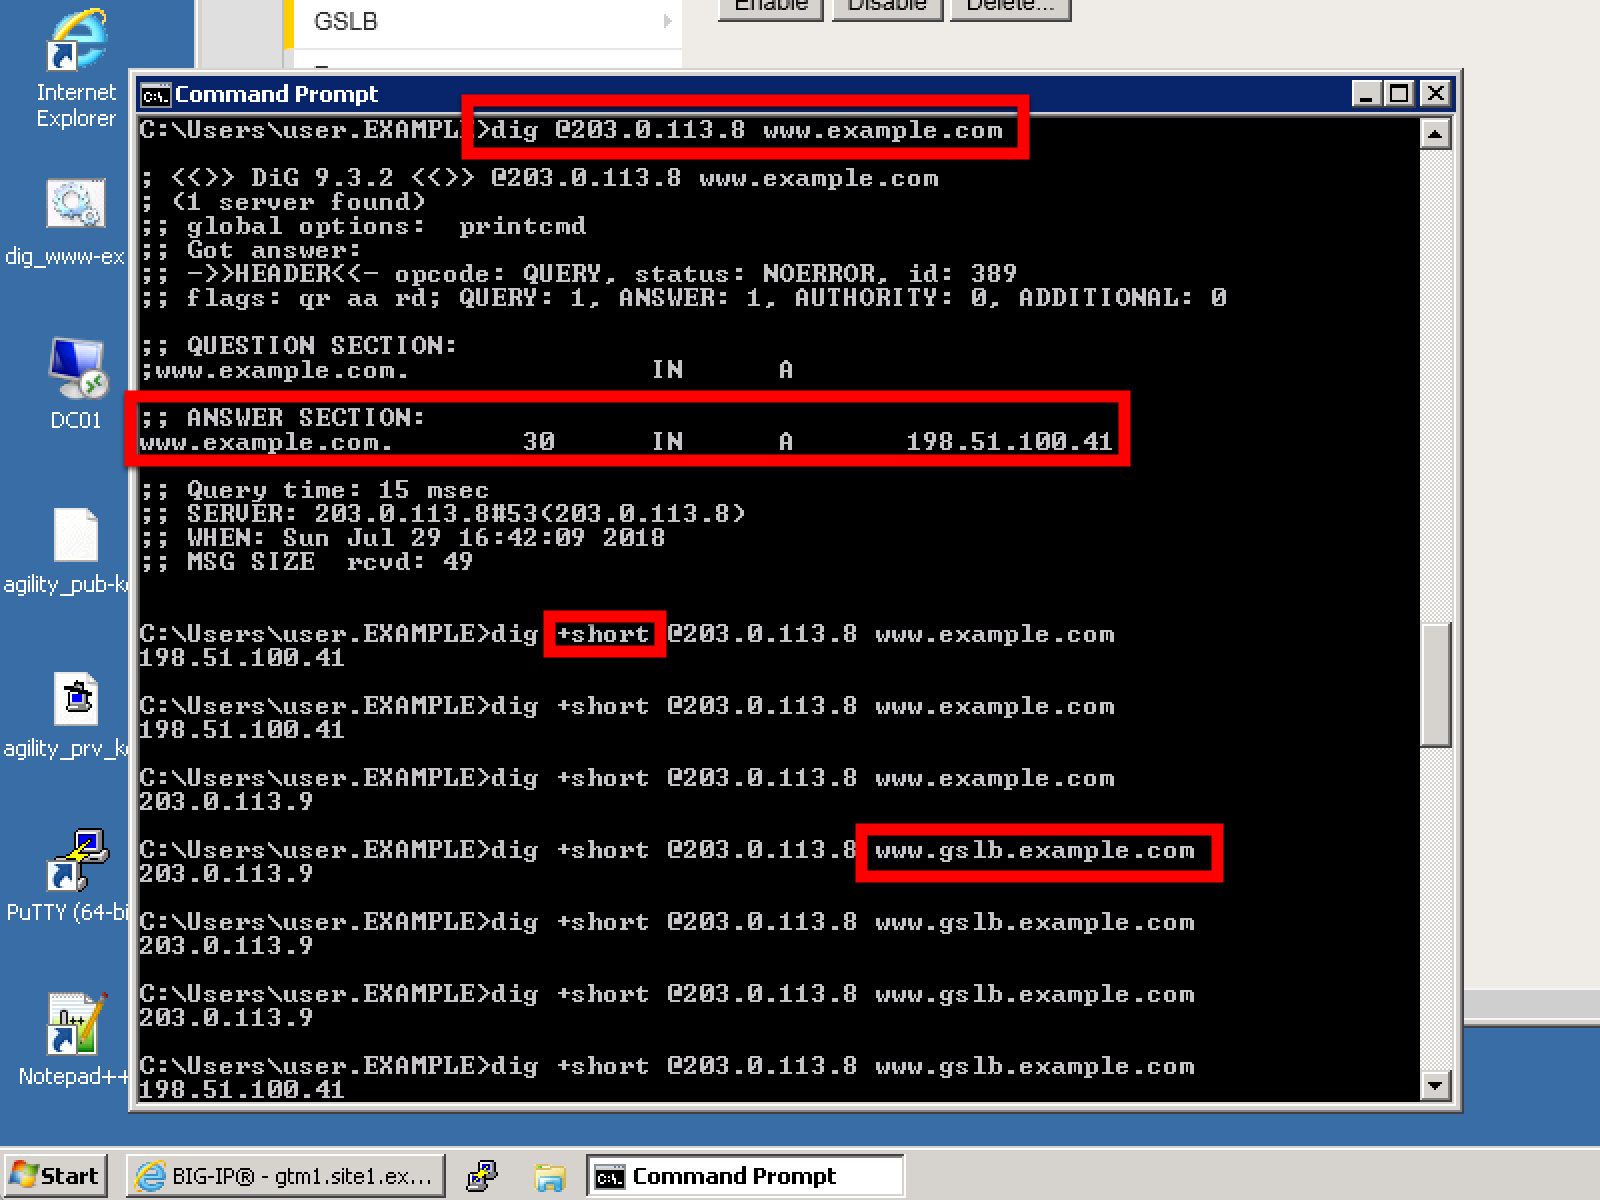 GSLB
Enable
Disable
Delete...
Internet
Explorer
dig_www-ex
DC01
agility_pub-k
agility_prv_k
PuTTY (64-bi
Notepad++
Command Prompt
C:\Users\user.EXAMPLE>dig @203.0.113.8 www.example.com
; <<>> DiG 9.3.2 <<>> @203.0.113.8 www.example.com
; (1 server found)
;; global options:  printcmd
;; Got answer:
;; ->>HEADER<<- opcode: QUERY, status: NOERROR, id: 389
;; flags: qr aa rd; QUERY: 1, ANSWER: 1, AUTHORITY: 0, ADDITIONAL: 0
;; QUESTION SECTION:
;www.example.com. IN A
;; ANSWER SECTION:
www.example.com. 30 IN A 198.51.100.41
;; Query time: 15 msec
;; SERVER: 203.0.113.8#53(203.0.113.8)
;; WHEN: Sun Jul 29 16:42:09 2018
;; MSG SIZE  rcvd: 49
C:\Users\user.EXAMPLE>dig +short @203.0.113.8 www.example.com
198.51.100.41
C:\Users\user.EXAMPLE>dig +short @203.0.113.8 www.example.com
198.51.100.41
C:\Users\user.EXAMPLE>dig +short @203.0.113.8 www.example.com
203.0.113.9
C:\Users\user.EXAMPLE>dig +short @203.0.113.8 www.gslb.example.com
203.0.113.9
C:\Users\user.EXAMPLE>dig +short @203.0.113.8 www.gslb.example.com
203.0.113.9
C:\Users\user.EXAMPLE>dig +short @203.0.113.8 www.gslb.example.com
203.0.113.9
C:\Users\user.EXAMPLE>dig +short @203.0.113.8 www.gslb.example.com
198.51.100.41
Start
BIG-IP® - gtm1.site1.ex...
Command Prompt